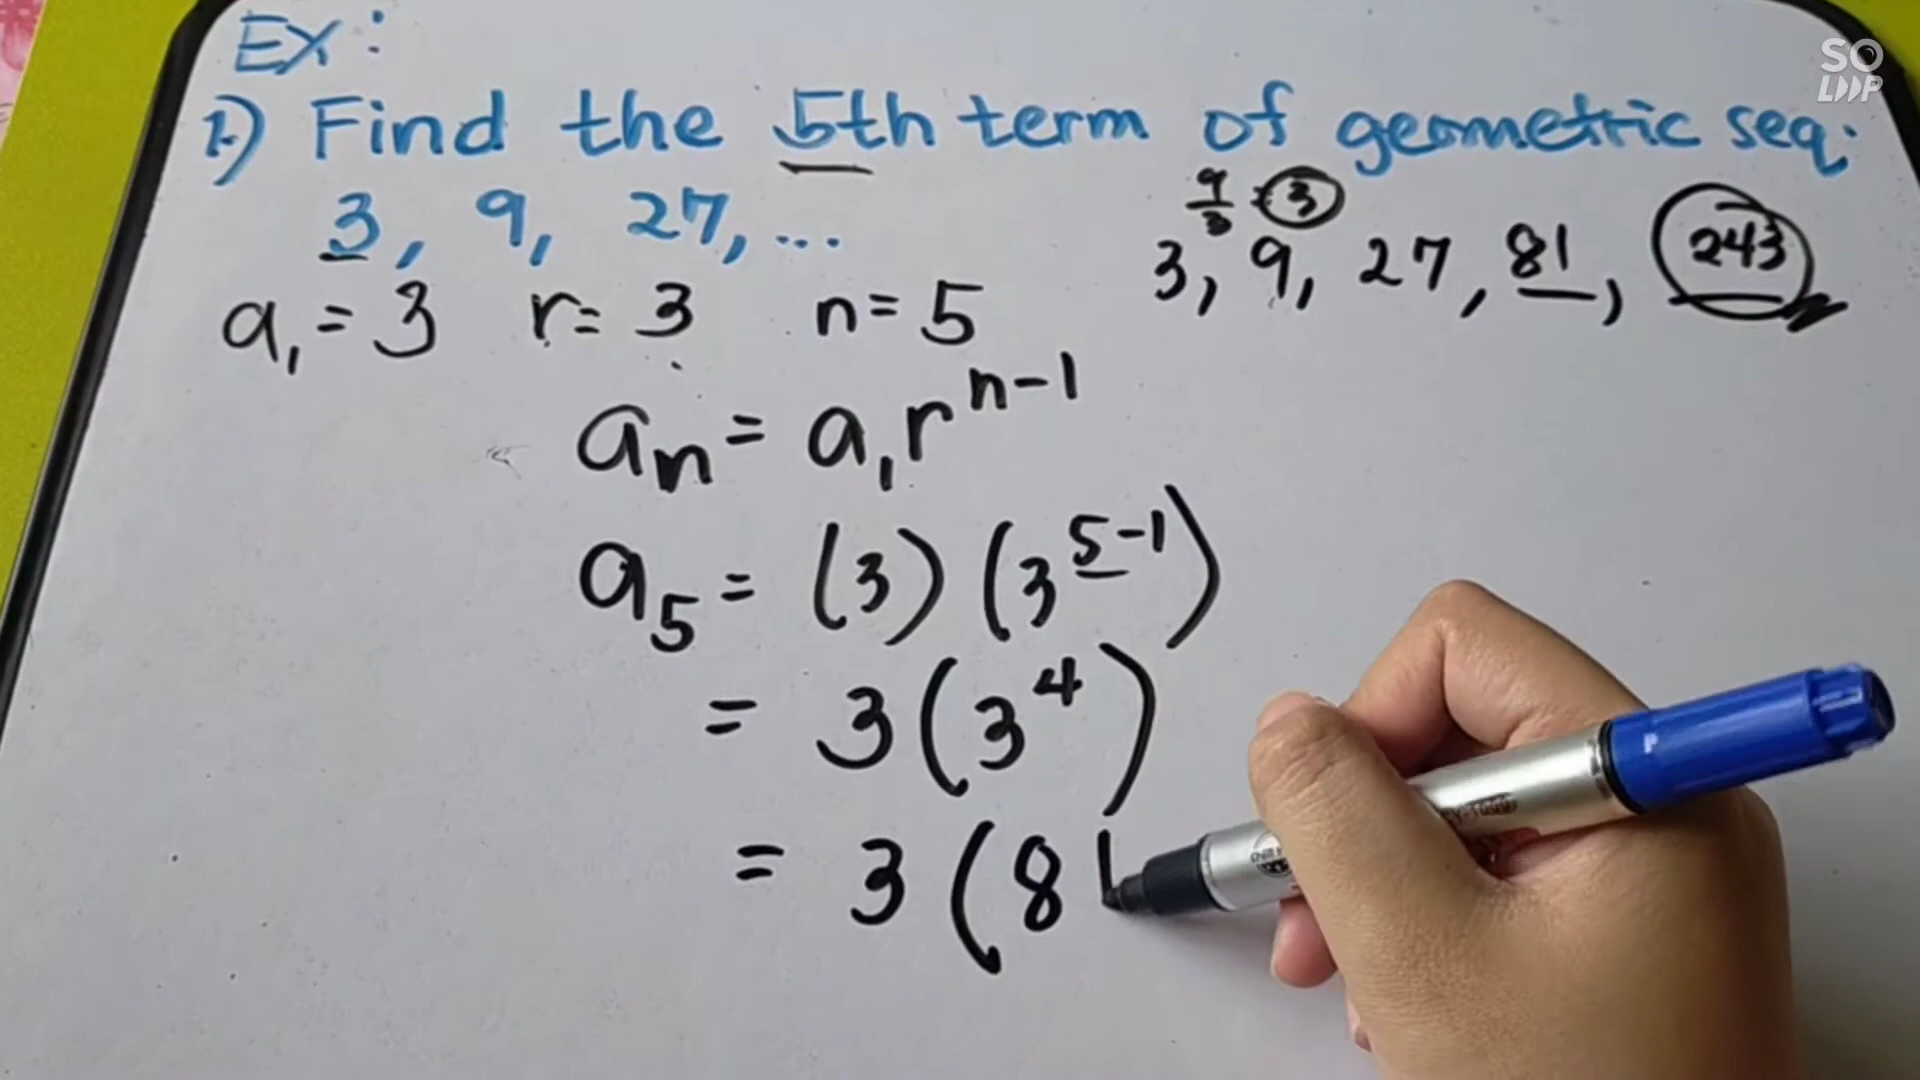 EX:
1.) Find the 5th term of geometric seq.
3, 9, 27, ...
9/3 = 3
3, 9, 27, 81, 243
a₁ = 3 r = 3 n = 5
aₙ = a₁rⁿ⁻¹
a₅ = (3) (3⁵⁻¹)
= 3 (3⁴)
= 3 (81
SO
LOOP